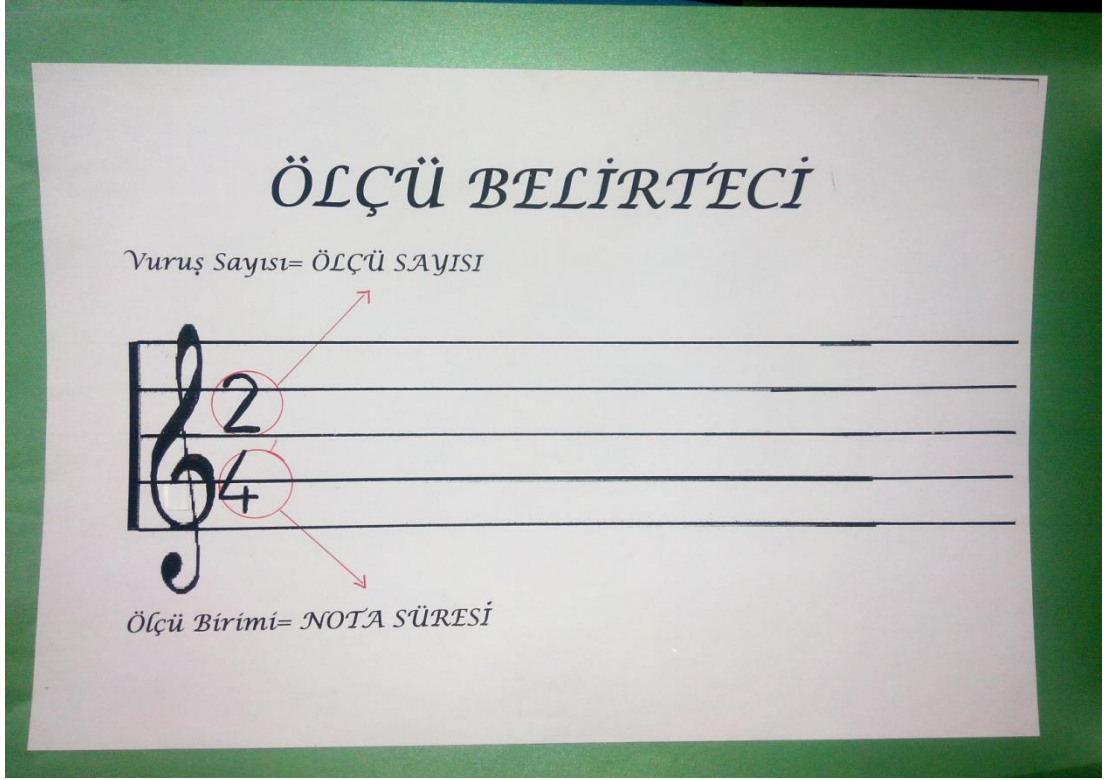 ÖLÇÜ BELİRTECİ
Vuruş Sayısı= ÖLÇÜ SAYISI
2
4
Ölçü Birimi= NOTA SÜRESİ